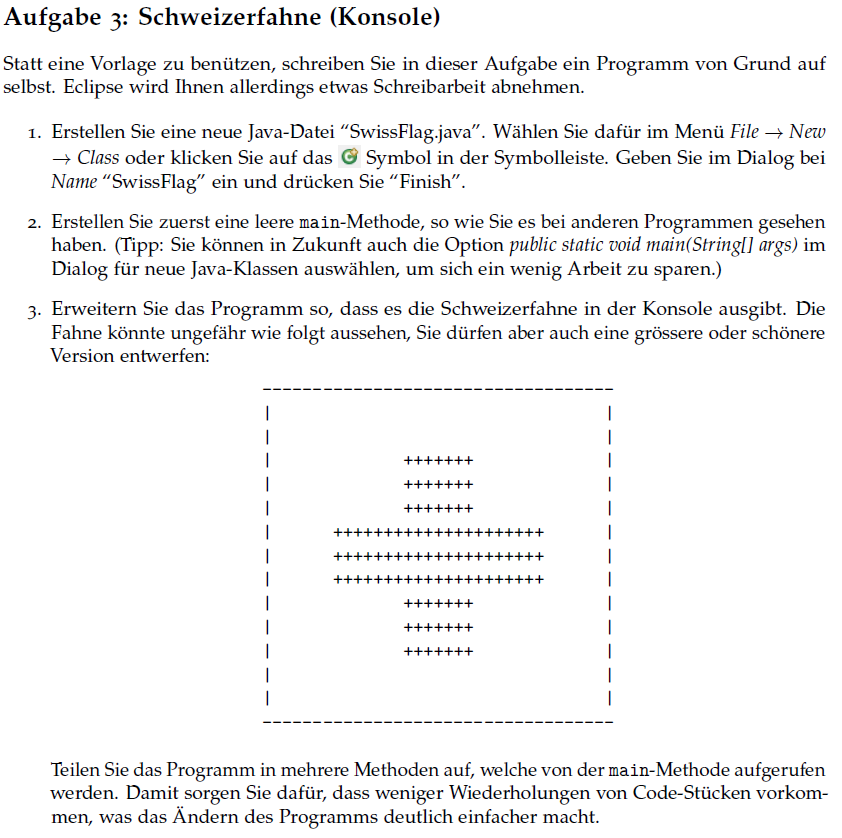 Aufgabe 3: Schweizerfahne (Konsole)
Statt eine Vorlage zu benützen, schreiben Sie in dieser Aufgabe ein Programm von Grund auf
selbst. Eclipse wird Ihnen allerdings etwas Schreibarbeit abnehmen.
1. Erstellen Sie eine neue Java-Datei “SwissFlag.java”. Wählen Sie dafür im Menü File → New
→ Class oder klicken Sie auf das Symbol in der Symbolleiste. Geben Sie im Dialog bei
Name “SwissFlag” ein und drücken Sie “Finish”.
2. Erstellen Sie zuerst eine leere main-Methode, so wie Sie es bei anderen Programmen gesehen
haben. (Tipp: Sie können in Zukunft auch die Option public static void main(String[] args) im
Dialog für neue Java-Klassen auswählen, um sich ein wenig Arbeit zu sparen.)
3. Erweitern Sie das Programm so, dass es die Schweizerfahne in der Konsole ausgibt. Die
Fahne könnte ungefähr wie folgt aussehen, Sie dürfen aber auch eine grössere oder schönere
Version entwerfen:
-----------------------------------
|                                 |
|                                 |
|             +++++++             |
|             +++++++             |
|             +++++++             |
|      +++++++++++++++++++++      |
|      +++++++++++++++++++++      |
|      +++++++++++++++++++++      |
|             +++++++             |
|             +++++++             |
|             +++++++             |
|                                 |
|                                 |
-----------------------------------
Teilen Sie das Programm in mehrere Methoden auf, welche von der main-Methode aufgerufen
werden. Damit sorgen Sie dafür, dass weniger Wiederholungen von Code-Stücken vorkom-
men, was das Ändern des Programms deutlich einfacher macht.